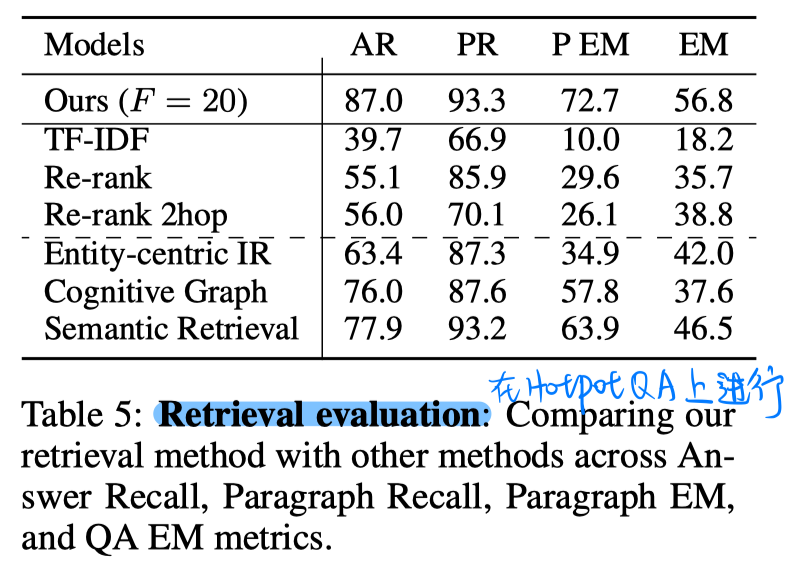 Models AR PR P EM EM
Ours (F = 20) 87.0 93.3 72.7 56.8
TF-IDF 39.7 66.9 10.0 18.2
Re-rank 55.1 85.9 29.6 35.7
Re-rank 2hop 56.0 70.1 26.1 38.8
Entity-centric IR 63.4 87.3 34.9 42.0
Cognitive Graph 76.0 87.6 57.8 37.6
Semantic Retrieval 77.9 93.2 63.9 46.5
在HotpotQA上进行
Table 5: Retrieval evaluation: Comparing our
retrieval method with other methods across An-
swer Recall, Paragraph Recall, Paragraph EM,
and QA EM metrics.